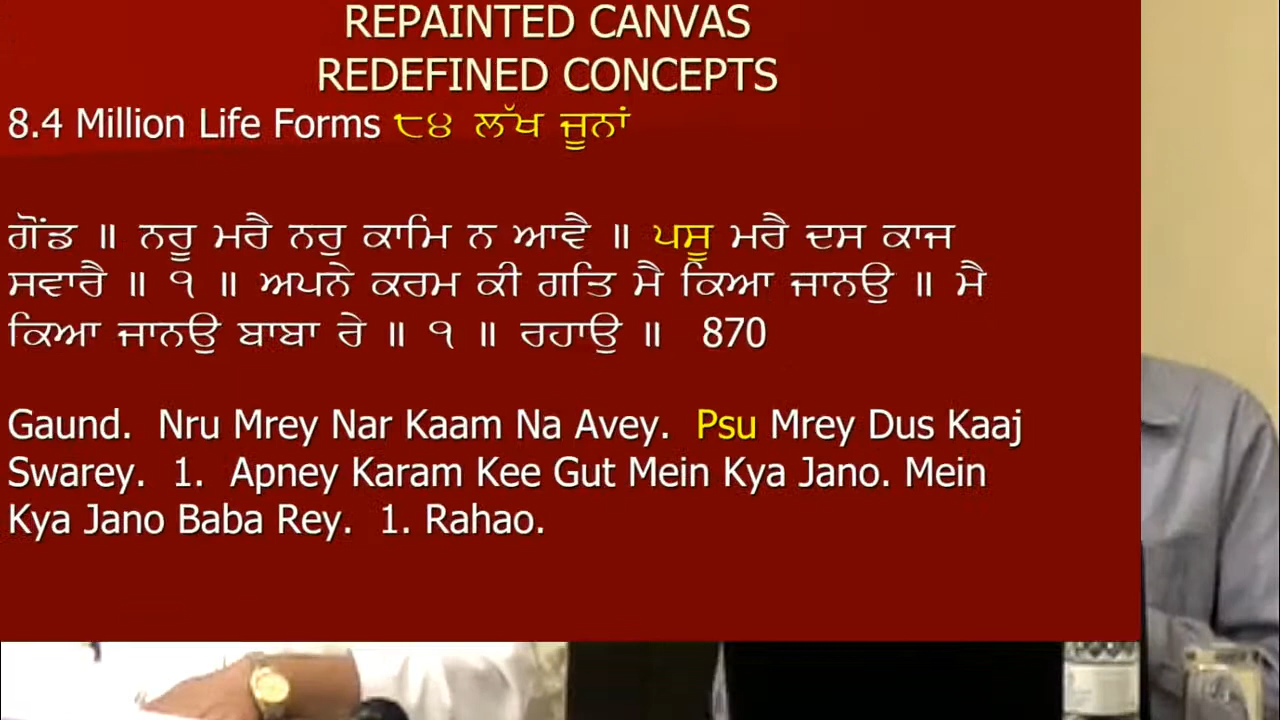 REPAINTED CANVAS
REDEFINED CONCEPTS
8.4 Million Life Forms ੮੪ ਲੱਖ ਜੂਨਾਂ
ਗੋਂਡ ॥ ਨਰੂ ਮਰੈ ਨਰੁ ਕਾਮਿ ਨ ਆਵੈ ॥ ਪਸੂ ਮਰੈ ਦਸ ਕਾਜ
ਸਵਾਰੈ ॥ ੧ ॥ ਅਪਨੇ ਕਰਮ ਕੀ ਗਤਿ ਮੈ ਕਿਆ ਜਾਨਉ ॥ ਮੈ
ਕਿਆ ਜਾਨਉ ਬਾਬਾ ਰੇ ॥ ੧ ॥ ਰਹਾਉ ॥ 870
Gaund. Nru Mrey Nar Kaam Na Avey. Psu Mrey Dus Kaaj
Swarey. 1. Apney Karam Kee Gut Mein Kya Jano. Mein
Kya Jano Baba Rey. 1. Rahao.